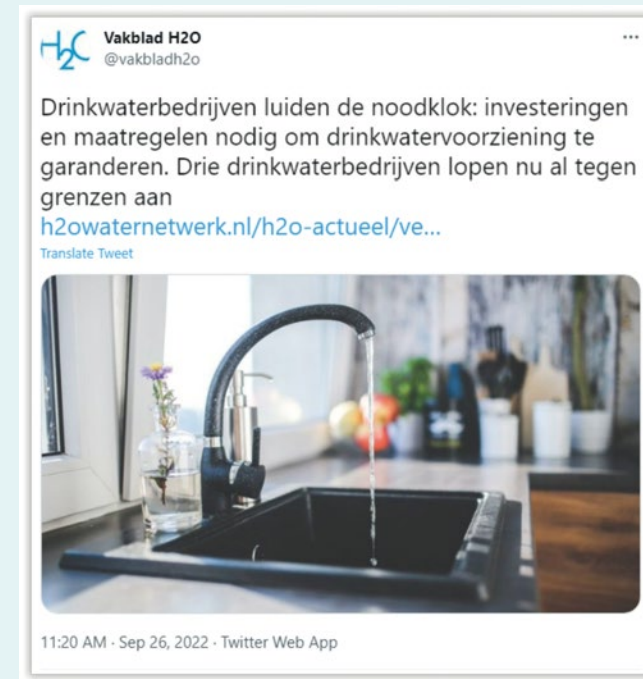 H2O Vakblad H2O
@vakbladh2o
Drinkwaterbedrijven luiden de noodklok: investeringen
en maatregelen nodig om drinkwatervoorziening te
garanderen. Drie drinkwaterbedrijven lopen nu al tegen
grenzen aan
h2owaternetwerk.nl/h2o-actueel/ve...
Translate Tweet
11:20 AM · Sep 26, 2022 · Twitter Web App